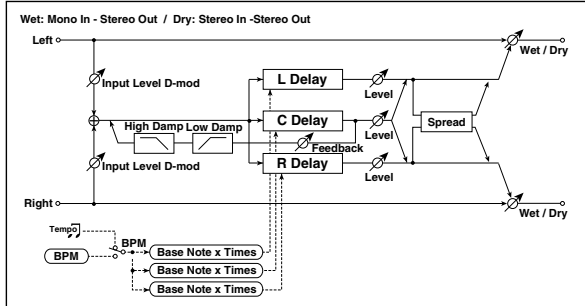 Wet: Mono In - Stereo Out / Dry: Stereo In -Stereo Out
Left
Wet / Dry
Input Level D-mod
L Delay
Level
High Damp
Low Damp
C Delay
Level
Spread
Feedback
Input Level D-mod
R Delay
Level
Right
Wet / Dry
Tempo
BPM
BPM
Base Note x Times
Base Note x Times
Base Note x Times